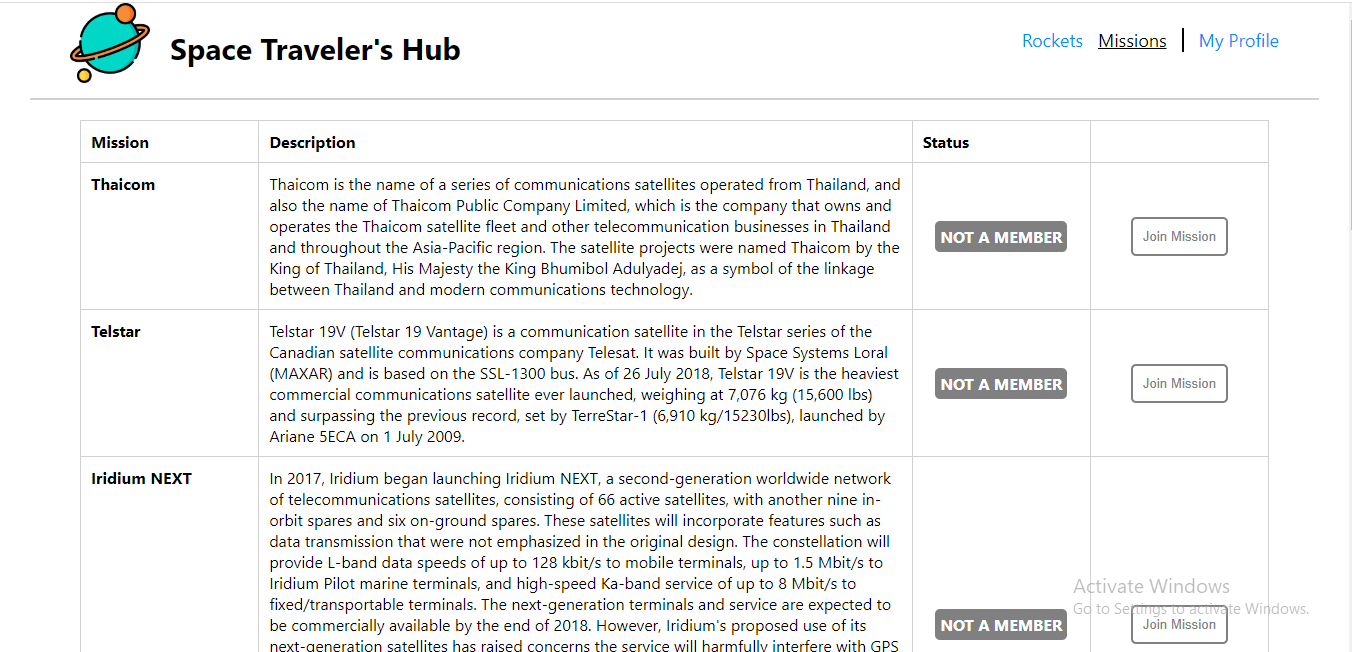 Space Traveler's Hub
Rockets Missions My Profile
Mission Description Status
Thaicom
Thaicom is the name of a series of communications satellites operated from Thailand, and
also the name of Thaicom Public Company Limited, which is the company that owns and
operates the Thaicom satellite fleet and other telecommunication businesses in Thailand
and throughout the Asia-Pacific region. The satellite projects were named Thaicom by the
King of Thailand, His Majesty the King Bhumibol Adulyadej, as a symbol of the linkage
between Thailand and modern communications technology.
NOT A MEMBER
Join Mission
Telstar
Telstar 19V (Telstar 19 Vantage) is a communication satellite in the Telstar series of the
Canadian satellite communications company Telesat. It was built by Space Systems Loral
(MAXAR) and is based on the SSL-1300 bus. As of 26 July 2018, Telstar 19V is the heaviest
commercial communications satellite ever launched, weighing at 7,076 kg (15,600 lbs)
and surpassing the previous record, set by TerreStar-1 (6,910 kg/15230lbs), launched by
Ariane 5ECA on 1 July 2009.
NOT A MEMBER
Join Mission
Iridium NEXT
In 2017, Iridium began launching Iridium NEXT, a second-generation worldwide network
of telecommunications satellites, consisting of 66 active satellites, with another nine in-
orbit spares and six on-ground spares. These satellites will incorporate features such as
data transmission that were not emphasized in the original design. The constellation will
provide L-band data speeds of up to 128 kbit/s to mobile terminals, up to 1.5 Mbit/s to
Iridium Pilot marine terminals, and high-speed Ka-band service of up to 8 Mbit/s to
fixed/transportable terminals. The next-generation terminals and service are expected to
be commercially available by the end of 2018. However, Iridium's proposed use of its
next-generation satellites has raised concerns the service will harmfully interfere with GPS
NOT A MEMBER
Join Mission
Activate Windows
Go to Settings to activate Windows.